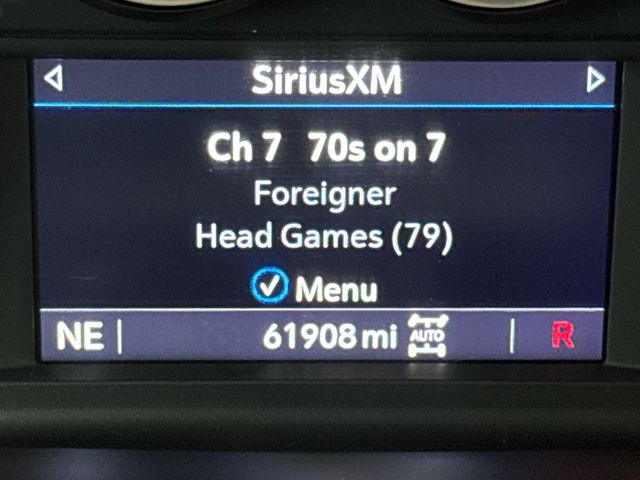 SiriusXM
Ch 7 70s on 7
Foreigner
Head Games (79)
Menu
NE 61908 mi AUTO R